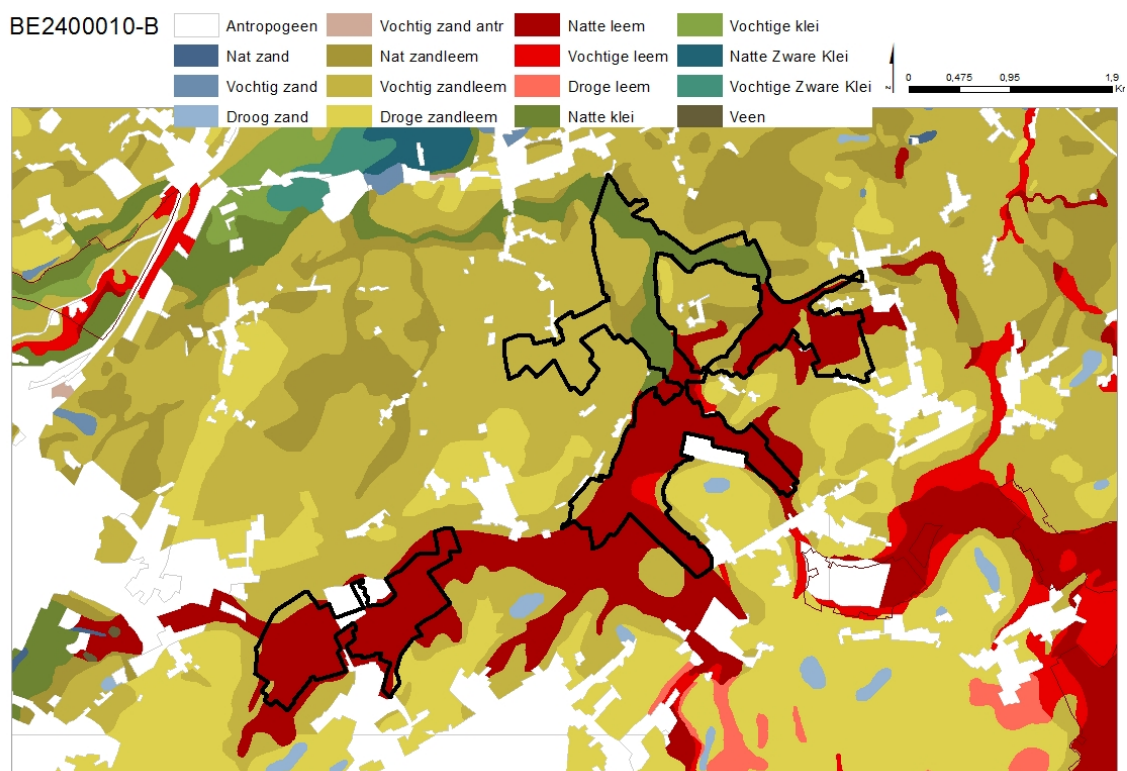 BE2400010-B
Antropogeen Vochtig zand antr Natte leem Vochtige klei
Nat zand Nat zandleem Vochtige leem Natte Zware Klei
Vochtig zand Vochtig zandleem Droge leem Vochtige Zware Klei
Droog zand Droge zandleem Natte klei Veen
0 0,475 0,95 1,9